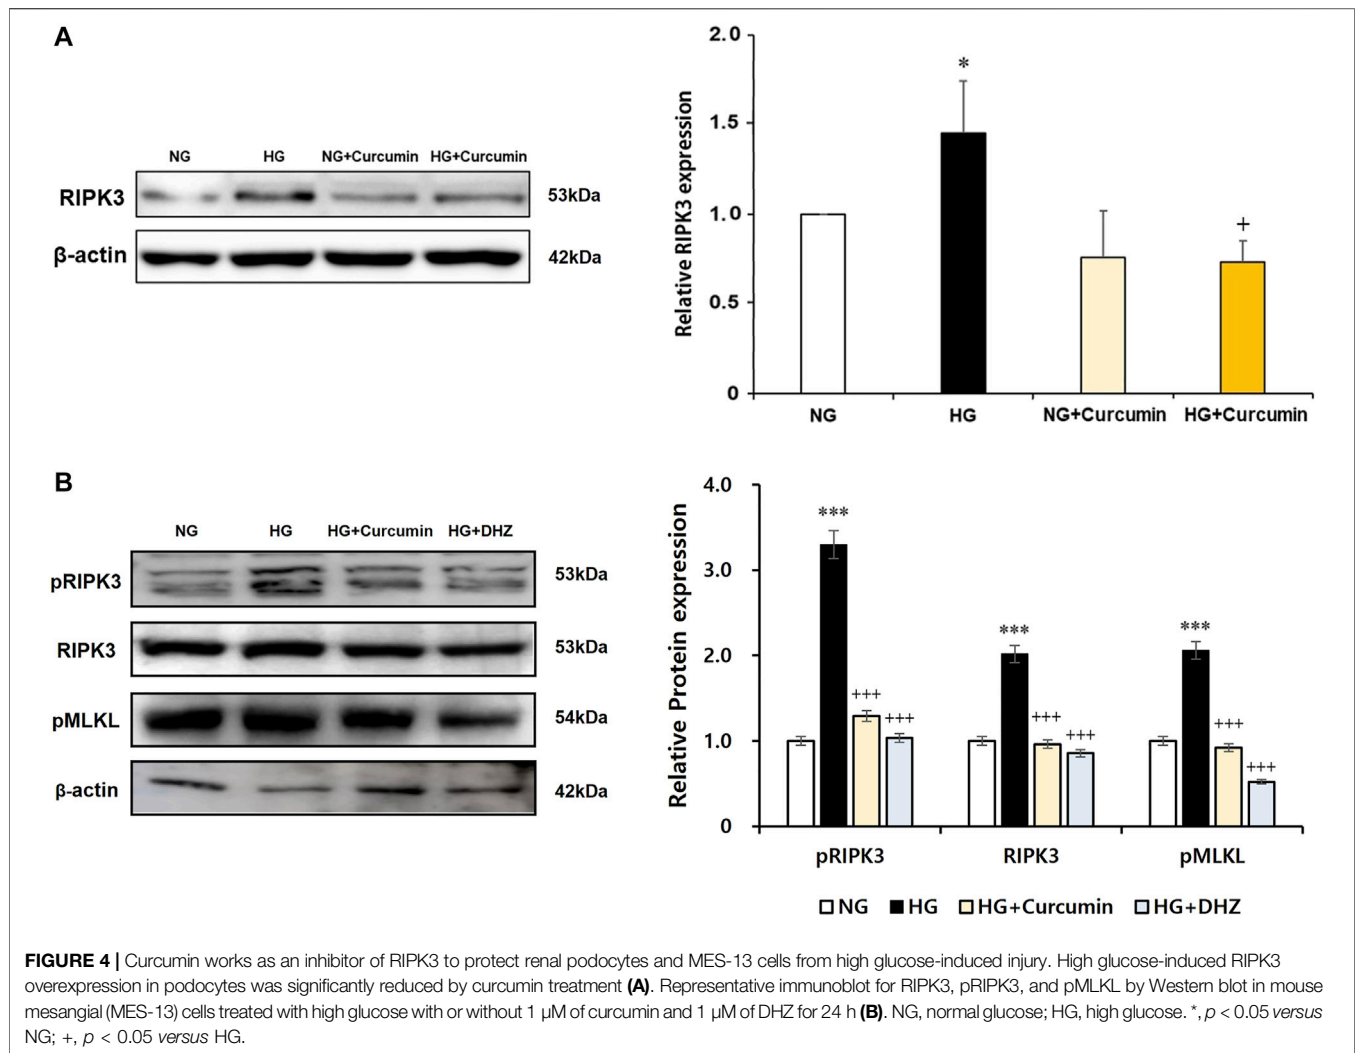 A
NG HG NG+Curcumin HG+Curcumin
RIPK3 53kDa
β-actin 42kDa
Relative RIPK3 expression
2.0
1.5
1.0
0.5
0
*
+
NG HG NG+Curcumin HG+Curcumin
B
NG HG HG+Curcumin HG+DHZ
pRIPK3 53kDa
RIPK3 53kDa
pMLKL 54kDa
β-actin 42kDa
Relative Protein expression
4.0
3.0
2.0
1.0
0
*** +++ +++
*** +++ +++
*** +++ +++
pRIPK3 RIPK3 pMLKL
NG HG HG+Curcumin HG+DHZ
FIGURE 4 | Curcumin works as an inhibitor of RIPK3 to protect renal podocytes and MES-13 cells from high glucose-induced injury. High glucose-induced RIPK3
overexpression in podocytes was significantly reduced by curcumin treatment (A). Representative immunoblot for RIPK3, pRIPK3, and pMLKL by Western blot in mouse
mesangial (MES-13) cells treated with high glucose with or without 1 µM of curcumin and 1 µM of DHZ for 24 h (B). NG, normal glucose; HG, high glucose. *, p < 0.05 versus
NG; +, p < 0.05 versus HG.